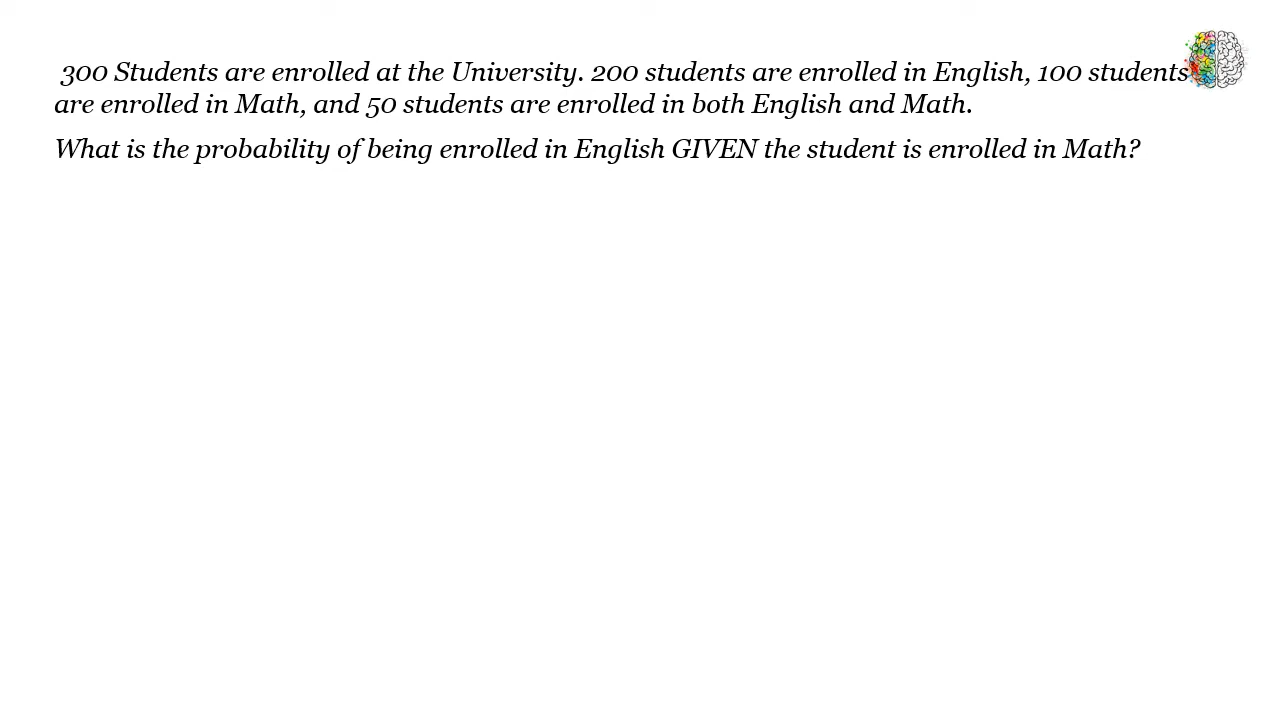 300 Students are enrolled at the University. 200 students are enrolled in English, 100 students
are enrolled in Math, and 50 students are enrolled in both English and Math.
What is the probability of being enrolled in English GIVEN the student is enrolled in Math?